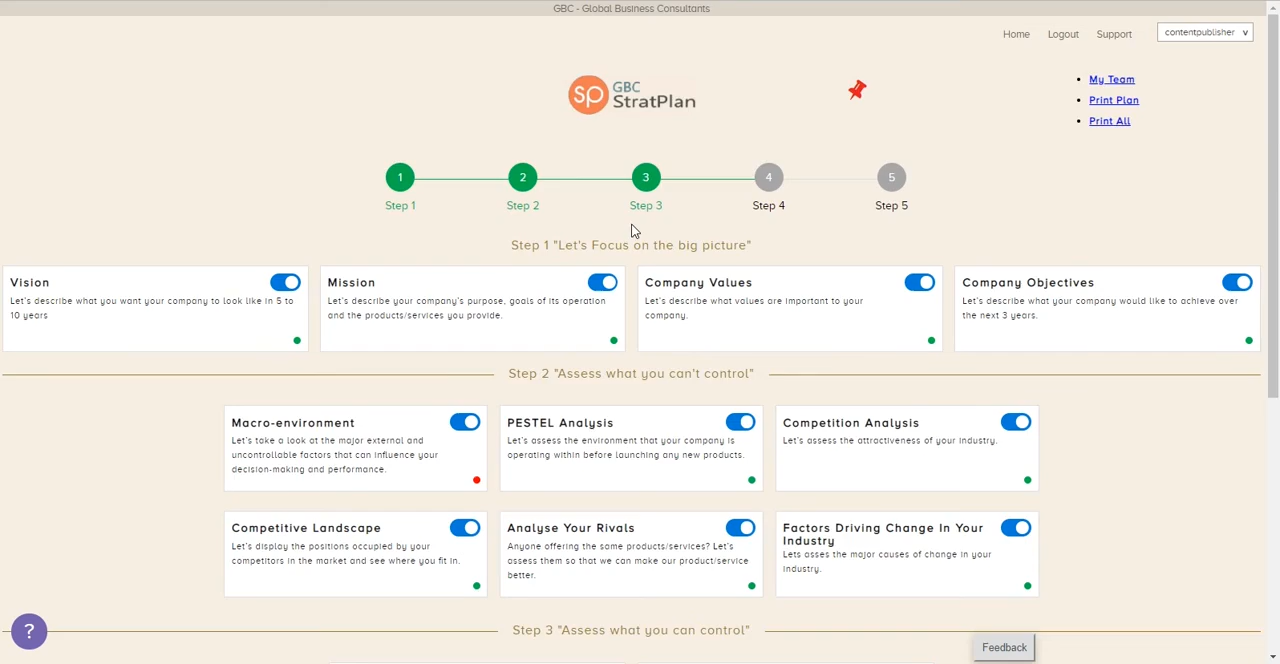 GBC - Global Business Consultants
Home Logout Support contentpublisher v
sp GBC
StratPlan
My Team
Print Plan
Print All
1 2 3 4 5
Step 1 Step 2 Step 3 Step 4 Step 5
Step 1 "Let's Focus on the big picture"
Vision
Let's describe what you want your company to look like in 5 to
10 years
Mission
Let's describe your company's purpose, goals of its operation
and the products/services you provide.
Company Values
Let's describe what values are important to your
company.
Company Objectives
Let's describe what your company would like to achieve over
the next 3 years.
Step 2 "Assess what you can't control"
Macro-environment
Let's take a look at the major external and
uncontrollable factors that can influence your
decision-making and performance.
PESTEL Analysis
Let's assess the environment that your company is
operating within before launching any new products.
Competition Analysis
Let's assess the attractiveness of your industry.
Competitive Landscape
Let's display the positions occupied by your
competitors in the market and see where you fit in.
Analyse Your Rivals
Anyone offering the same products/services? Let's
assess them so that we can make our product/service
better.
Factors Driving Change In Your
Industry
Lets asses the major causes of change in your
industry.
Step 3 "Assess what you can control"
?
Feedback